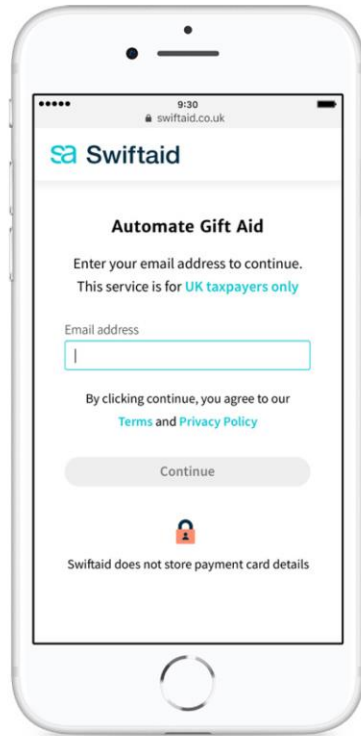 9:30
swiftaid.co.uk
sa Swiftaid
Automate Gift Aid
Enter your email address to continue.
This service is for UK taxpayers only
Email address
By clicking continue, you agree to our
Terms and Privacy Policy
Continue
Swiftaid does not store payment card details